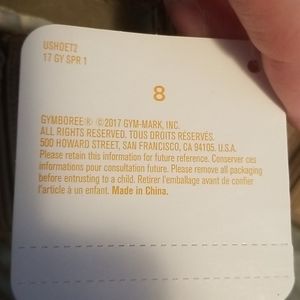 USHOET2
17 GY SPR 1
8
GYMBOREE® ©2017 GYM-MARK, INC.
ALL RIGHTS RESERVED. TOUS DROITS RÉSERVÉS.
500 HOWARD STREET, SAN FRANCISCO, CA 94105. U.S.A.
Please retain this information for future reference. Conserver ces
informations pour consultation future. Please remove all packaging
before entrusting to a child. Retirer l'emballage avant de confier
l'article à un enfant. Made in China.